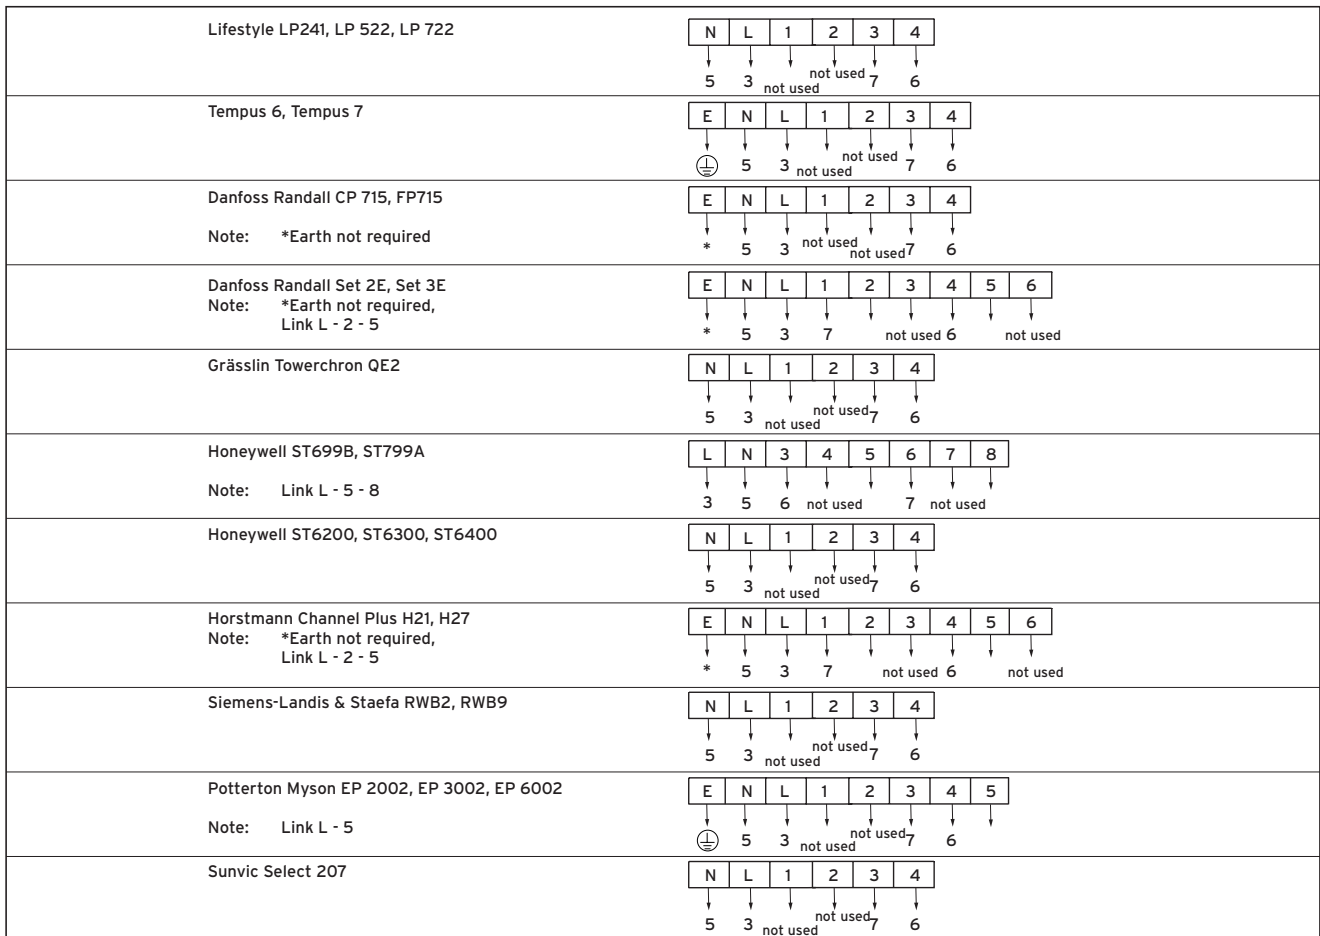 Lifestyle LP241, LP 522, LP 722
N L 1 2 3 4
5 3 not used not used 7 6
Tempus 6, Tempus 7
E N L 1 2 3 4
5 3 not used not used 7 6
Danfoss Randall CP 715, FP715
Note: *Earth not required
E N L 1 2 3 4
* 5 3 not used not used 7 6
Danfoss Randall Set 2E, Set 3E
Note: *Earth not required,
Link L - 2 - 5
E N L 1 2 3 4 5 6
* 5 3 7 not used 6 not used
Grässlin Towerchron QE2
N L 1 2 3 4
5 3 not used not used 7 6
Honeywell ST699B, ST799A
Note: Link L - 5 - 8
L N 3 4 5 6 7 8
3 5 6 not used 7 not used
Honeywell ST6200, ST6300, ST6400
N L 1 2 3 4
5 3 not used not used 7 6
Horstmann Channel Plus H21, H27
Note: *Earth not required,
Link L - 2 - 5
E N L 1 2 3 4 5 6
* 5 3 7 not used 6 not used
Siemens-Landis & Staefa RWB2, RWB9
N L 1 2 3 4
5 3 not used not used 7 6
Potterton Myson EP 2002, EP 3002, EP 6002
Note: Link L - 5
E N L 1 2 3 4 5
5 3 not used not used 7 6
Sunvic Select 207
N L 1 2 3 4
5 3 not used not used 7 6